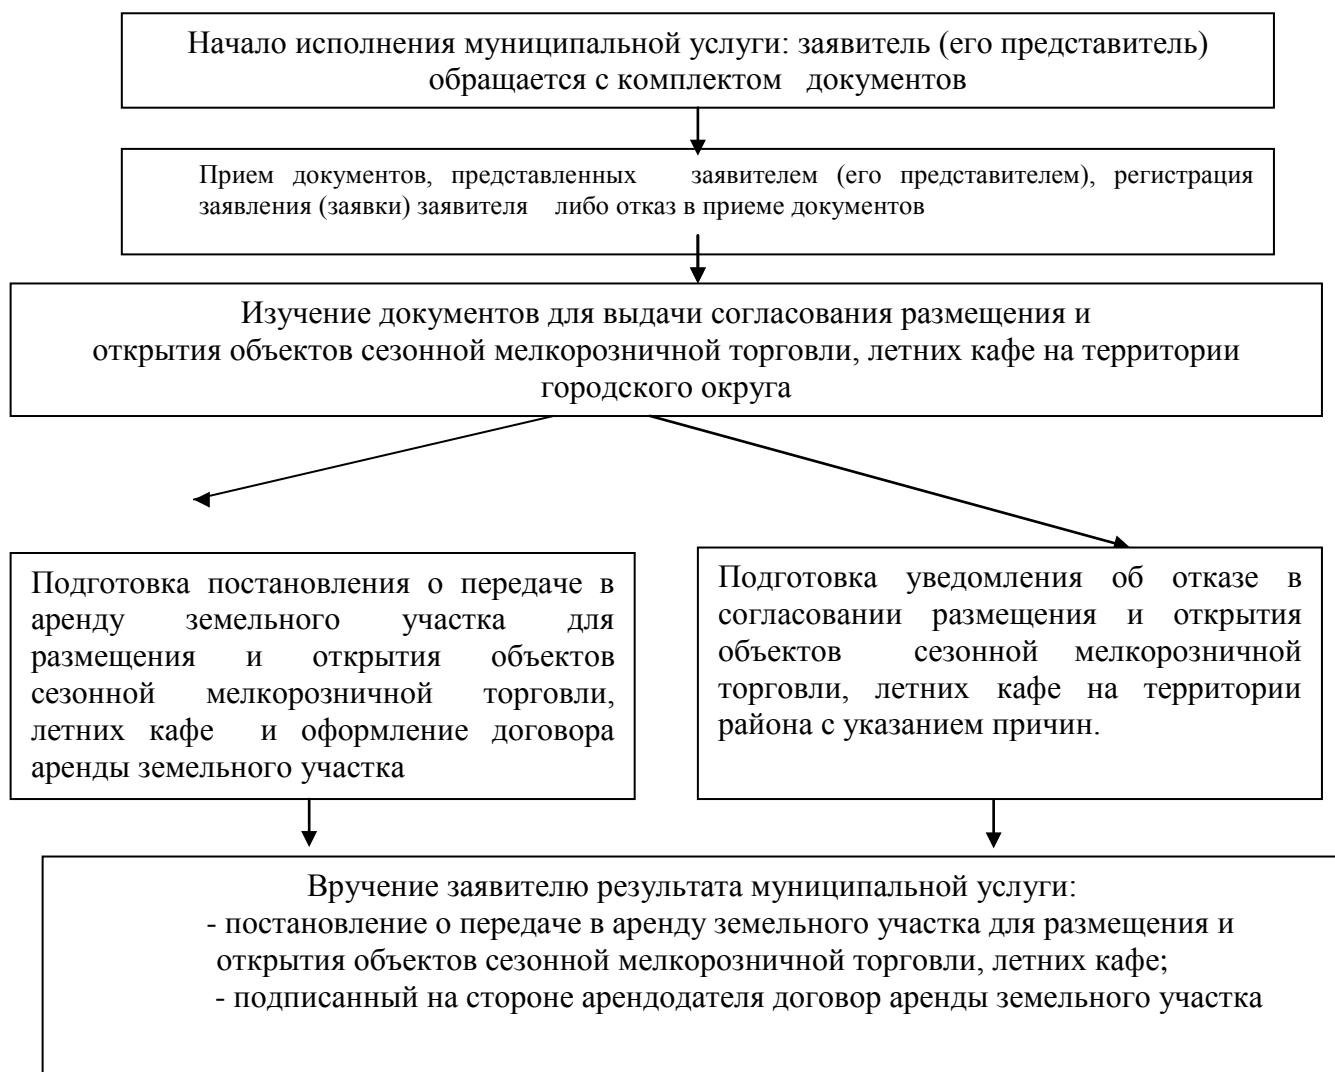 Начало исполнения муниципальной услуги: заявитель (его представитель)
обращается с комплектом документов
Прием документов, представленных заявителем (его представителем), регистрация
заявления (заявки) заявителя либо отказ в приеме документов
Изучение документов для выдачи согласования размещения и
открытия объектов сезонной мелкорозничной торговли, летних кафе на территории
городского округа
Подготовка постановления о передаче в
аренду земельного участка для
размещения и открытия объектов
сезонной мелкорозничной торговли,
летних кафе и оформление договора
аренды земельного участка
Подготовка уведомления об отказе в
согласовании размещения и открытия
объектов сезонной мелкорозничной
торговли, летних кафе на территории
района с указанием причин.
Вручение заявителю результата муниципальной услуги:
- постановление о передаче в аренду земельного участка для размещения и
открытия объектов сезонной мелкорозничной торговли, летних кафе;
- подписанный на стороне арендодателя договор аренды земельного участка